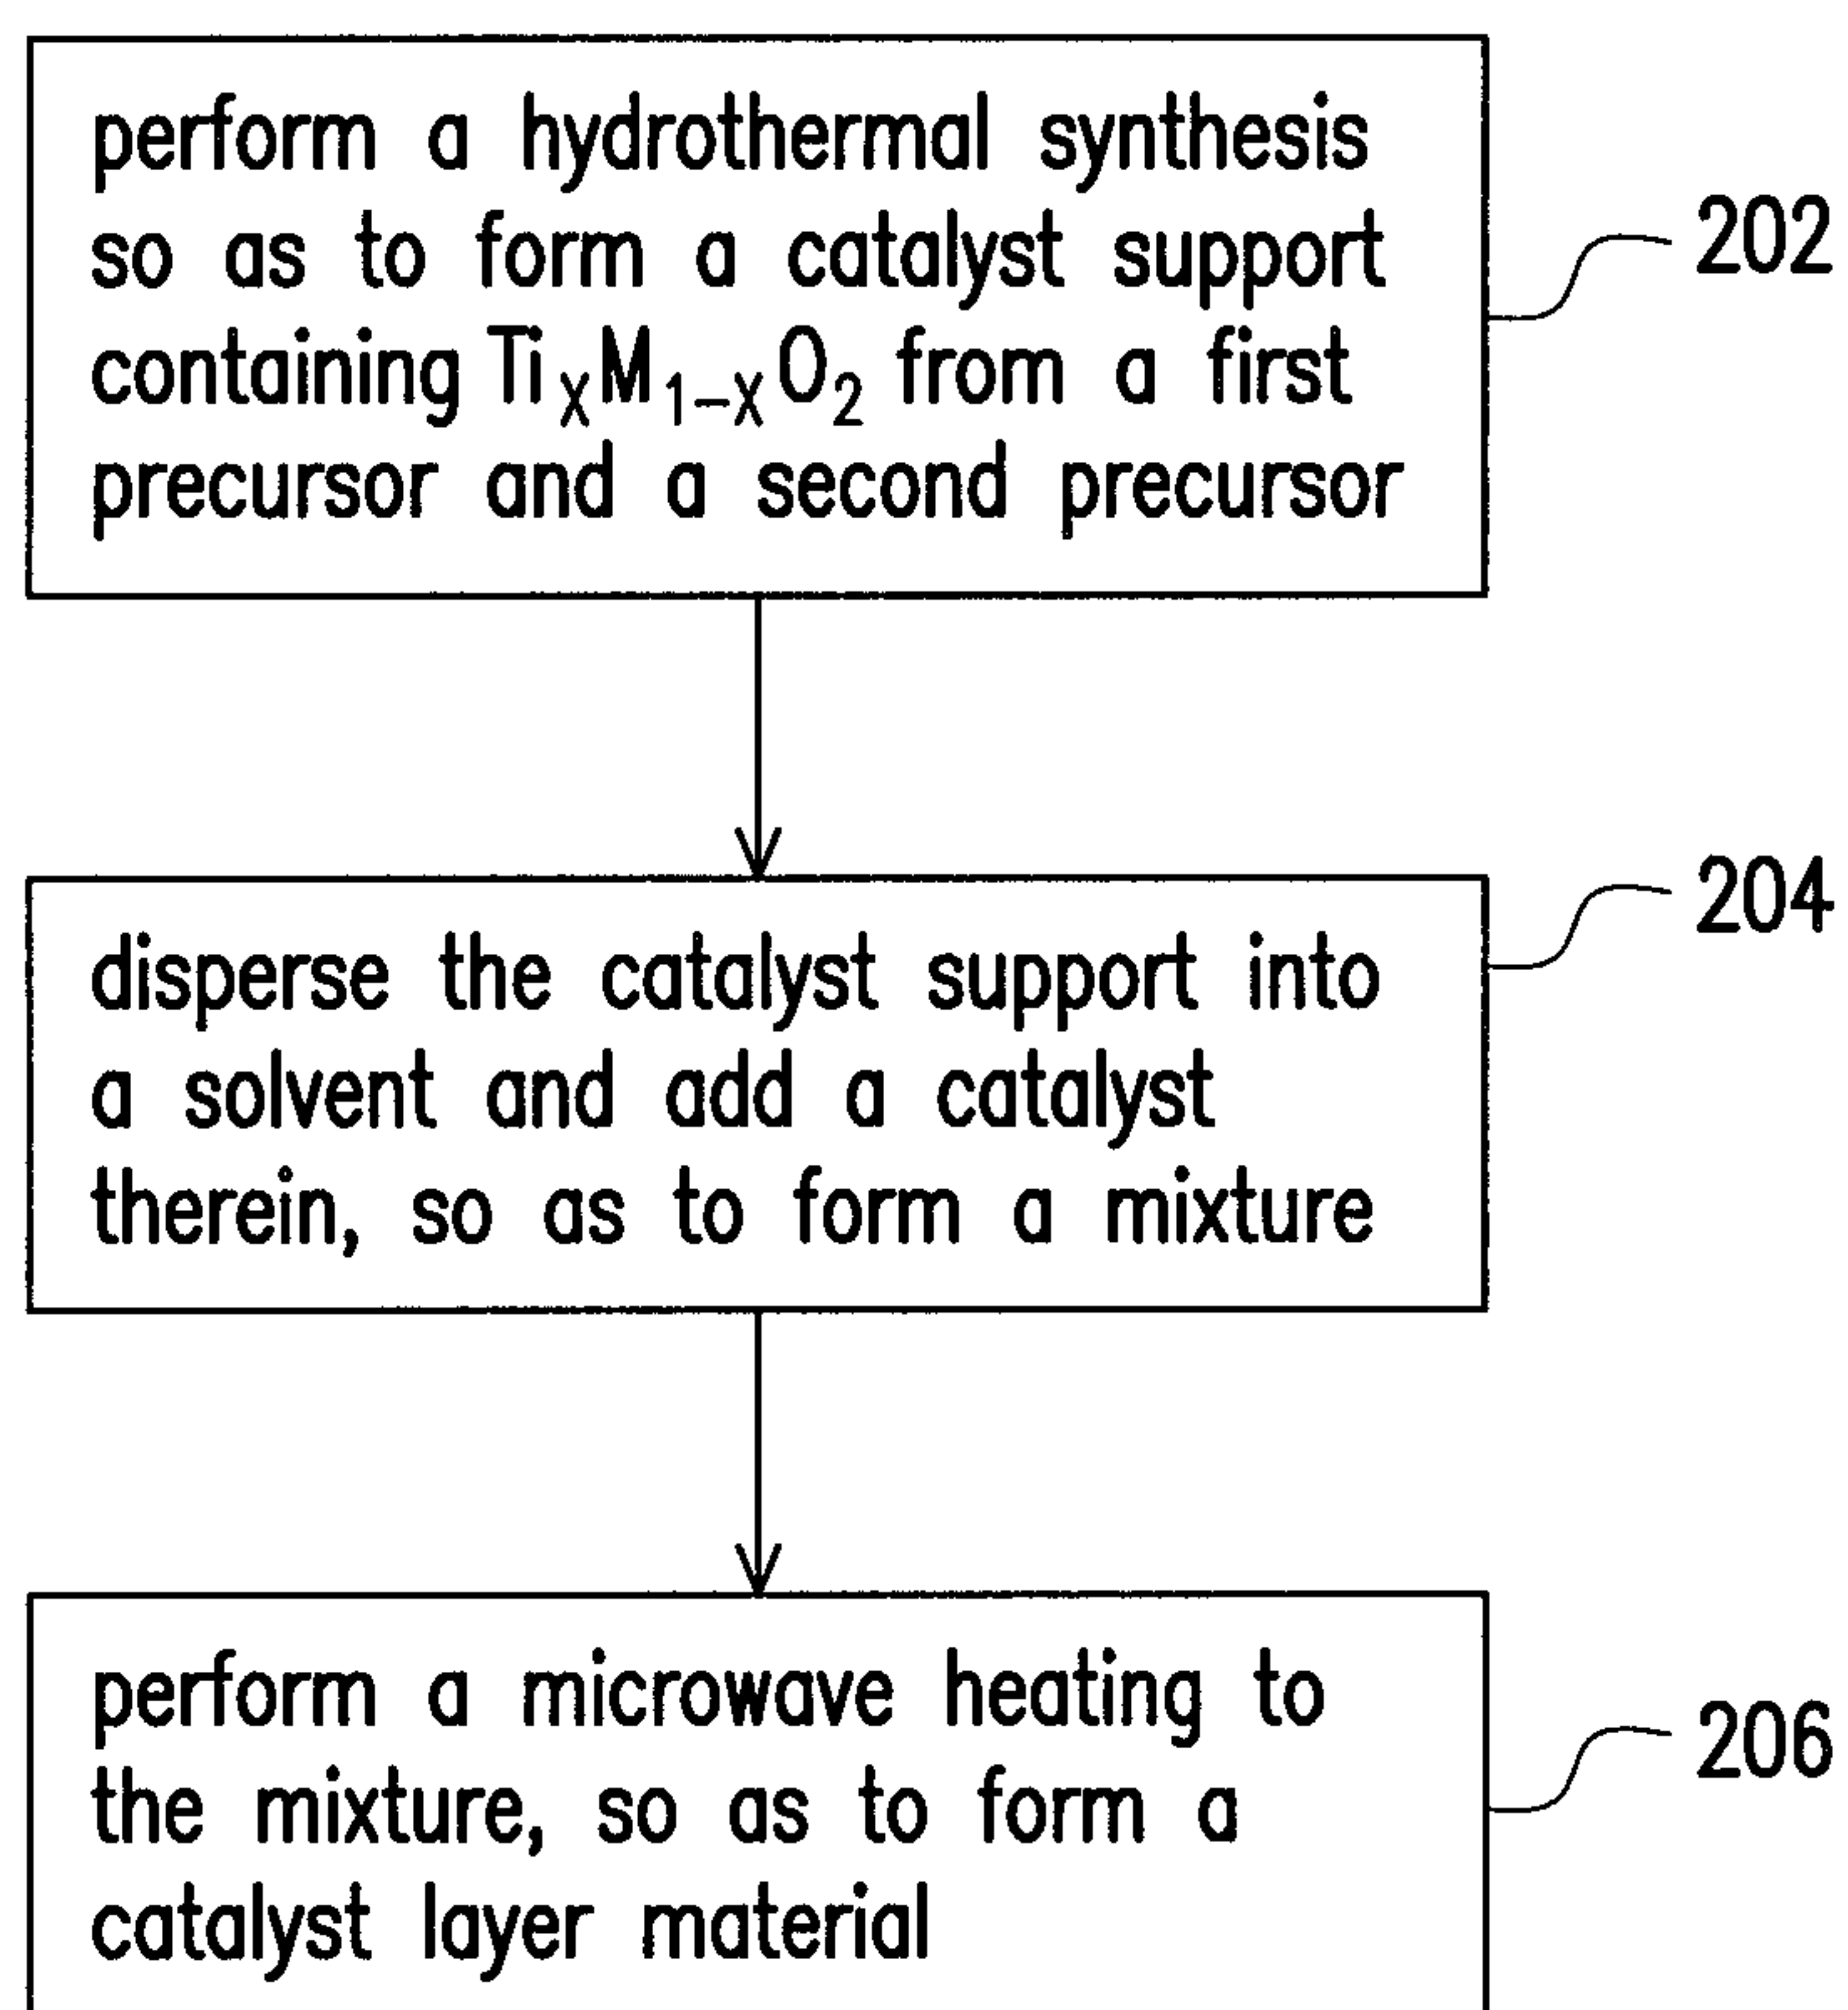 perform a hydrothermal synthesis
so as to form a catalyst support
containing TiₓM₁₋ₓO₂ from a first
precursor and a second precursor
202
disperse the catalyst support into
a solvent and add a catalyst
therein, so as to form a mixture
204
perform a microwave heating to
the mixture, so as to form a
catalyst layer material
206